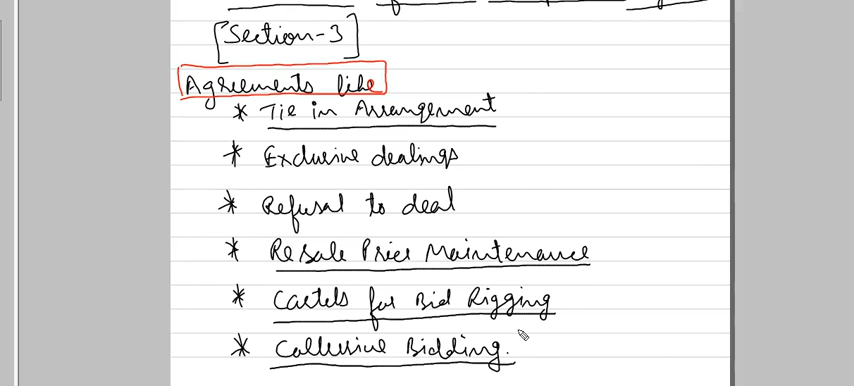 [Section-3]
Agreements like
* Tie in Arrangement
* Exclusive dealings
* Refusal to deal
* Resale Price Maintenance
* Cartels for Bid Rigging
* Collusive Bidding.